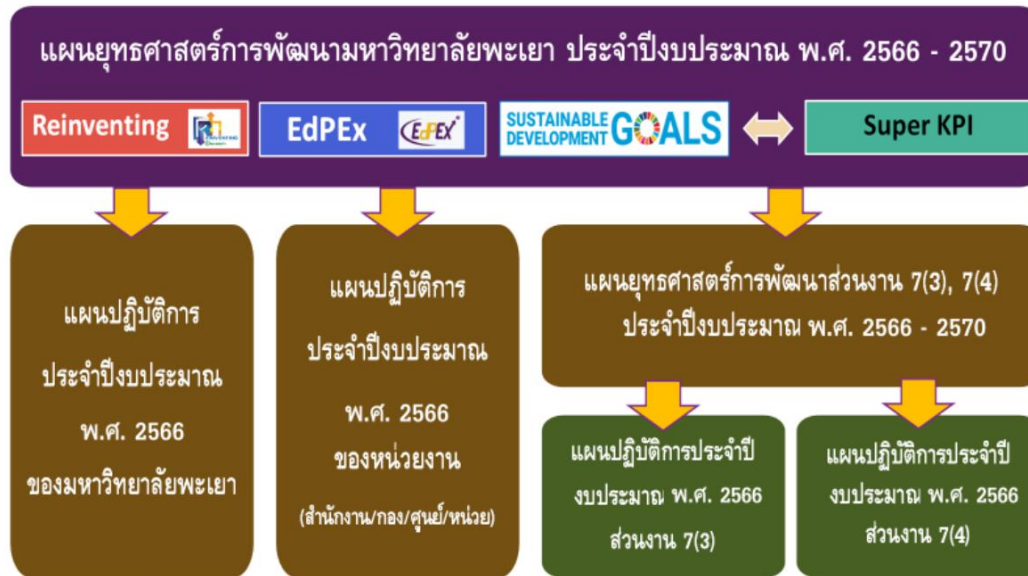 แผนยุทธศาสตร์การพัฒนามหาวิทยาลัยพะเยา ประจำปีงบประมาณ พ.ศ. 2566 - 2570
Reinventing
EdPEx
EdPEX
SUSTAINABLE
DEVELOPMENT
GOALS
Super KPI
แผนปฏิบัติการ
ประจำปีงบประมาณ
พ.ศ. 2566
ของมหาวิทยาลัยพะเยา
แผนปฏิบัติการ
ประจำปีงบประมาณ
พ.ศ. 2566
ของหน่วยงาน
(สำนักงาน/กอง/ศูนย์/หน่วย)
แผนยุทธศาสตร์การพัฒนาส่วนงาน 7(3), 7(4)
ประจำปีงบประมาณ พ.ศ. 2566 - 2570
แผนปฏิบัติการประจำปี
งบประมาณ พ.ศ. 2566
ส่วนงาน 7(3)
แผนปฏิบัติการประจำปี
งบประมาณ พ.ศ. 2566
ส่วนงาน 7(4)